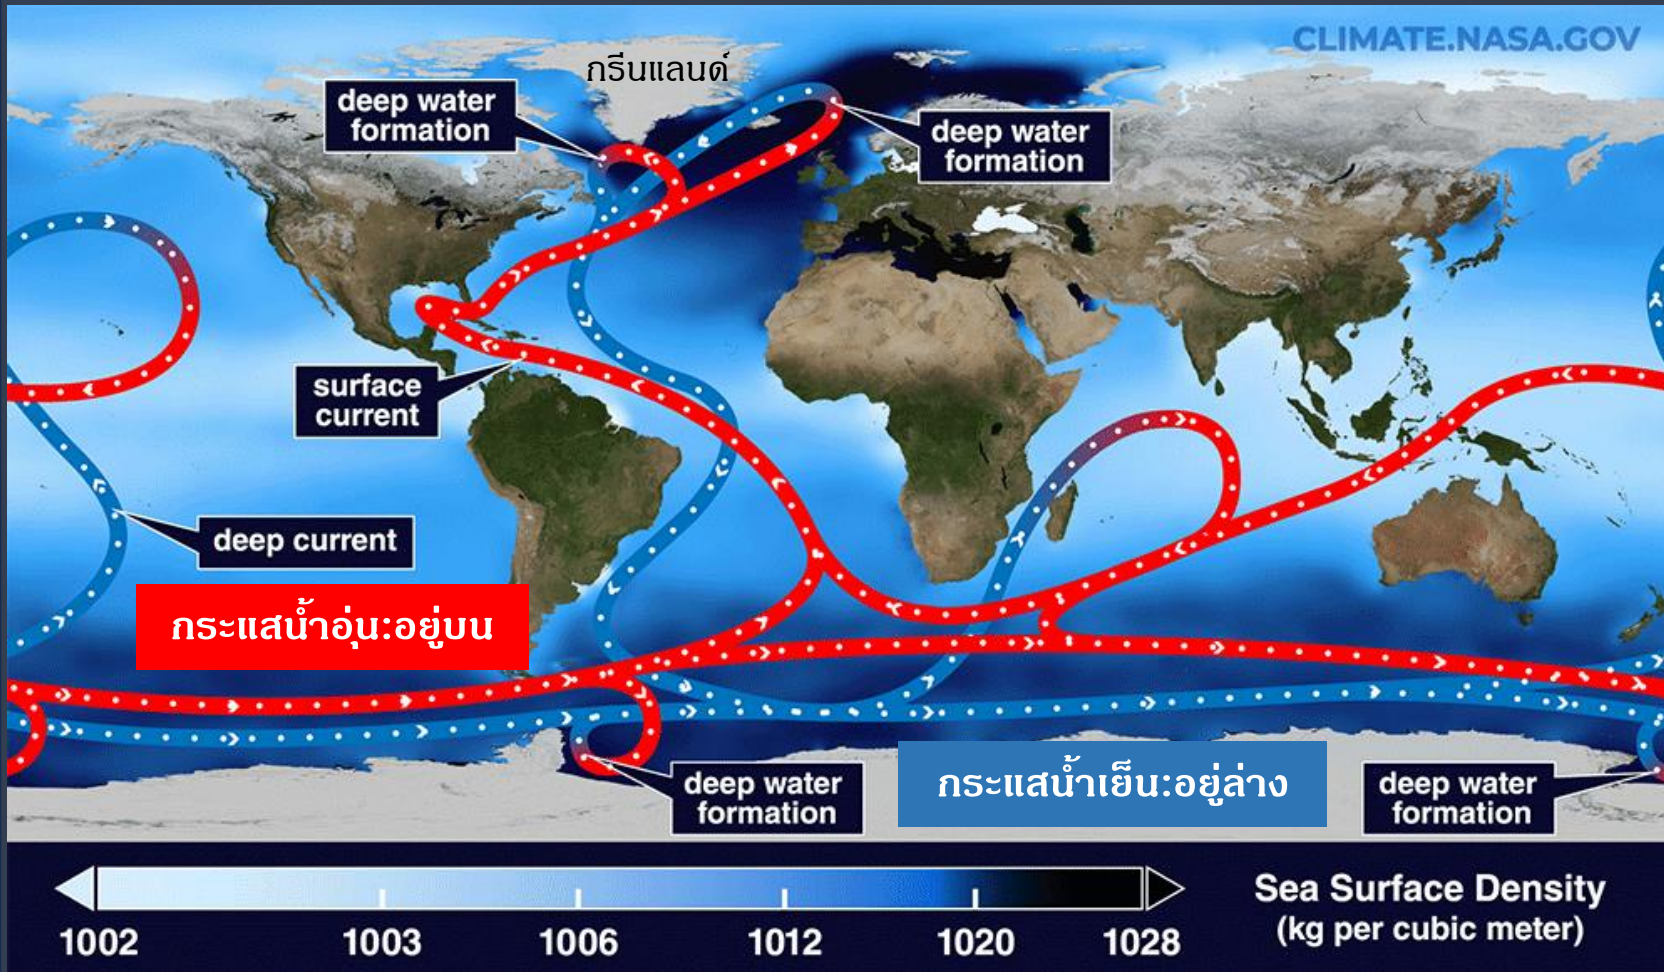 CLIMATE.NASA.GOV
กรีนแลนด์
deep water
formation
deep water
formation
surface
current
deep current
กระแสน้ำอุ่น:อยู่บน
กระแสน้ำเย็น:อยู่ล่าง
deep water
formation
deep water
formation
Sea Surface Density
(kg per cubic meter)
1002 1003 1006 1012 1020 1028